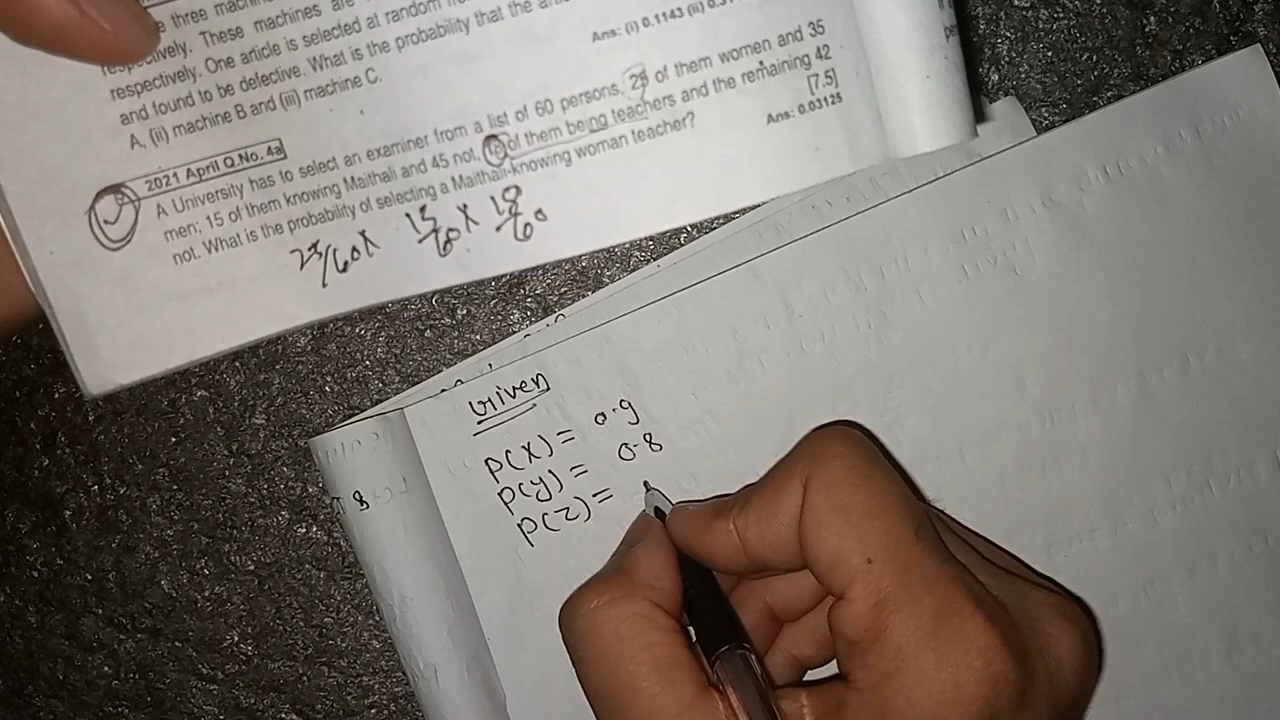 three machin
respectively. These machines are
respectively. One article is selected at random
and found to be defective. What is the probability that the
A, (ii) machine B and (iii) machine C.
Ans: (i) 0.1143 (ii)
2021 April Q.No. 4a
A University has to select an examiner from a list of 60 persons, 25 of them women and 35
men; 15 of them knowing Maithali and 45 not, of them being teachers and the remaining 42
not. What is the probability of selecting a Maithali-knowing woman teacher?
[7.5]
Ans: 0.03125
25/60 x 15/60 x 18/60
Given
P(X) = 0.9
P(y) = 0.8
P(z) =
8